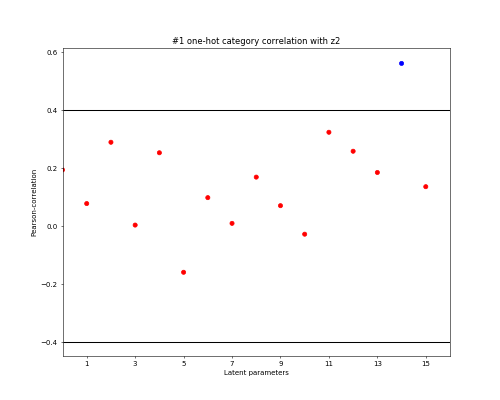 #1 one-hot category correlation with z2
0.6
0.4
0.2
0.0
−0.2
−0.4
Pearson-correlation
1 3 5 7 9 11 13 15
Latent parameters